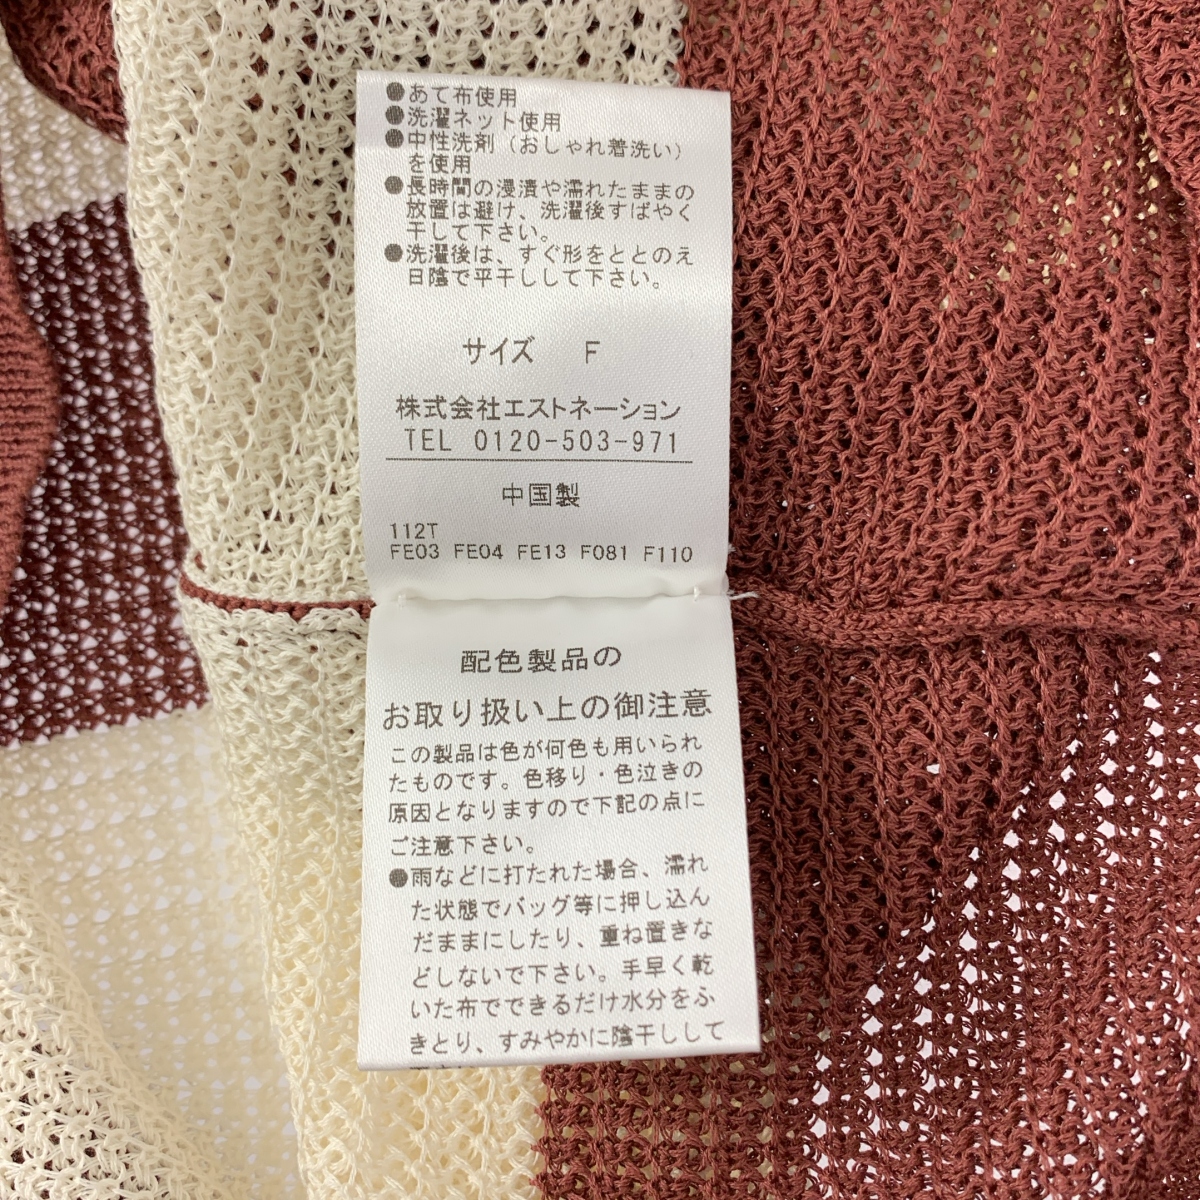 ●あて布使用
●洗濯ネット使用
●中性洗剤（おしゃれ着洗い）
を使用
●長時間の浸漬や濡れたままの
放置は避け、洗濯後すばやく
干して下さい。
●洗濯後は、すぐ形をととのえ
日陰で平干しして下さい。
サイズ F
株式会社エストネーション
TEL 0120-503-971
中国製
112T
FE03 FE04 FE13 F081 F110
配色製品の
お取り扱い上の御注意
この製品は色が何色も用いられ
たものです。色移り・色泣きの
原因となりますので下記の点に
ご注意下さい。
●雨などに打たれた場合、濡れ
た状態でバッグ等に押し込ん
だままにしたり、重ね置きな
どしないで下さい。手早く乾
いた布でできるだけ水分をふ
きとり、すみやかに陰干しして